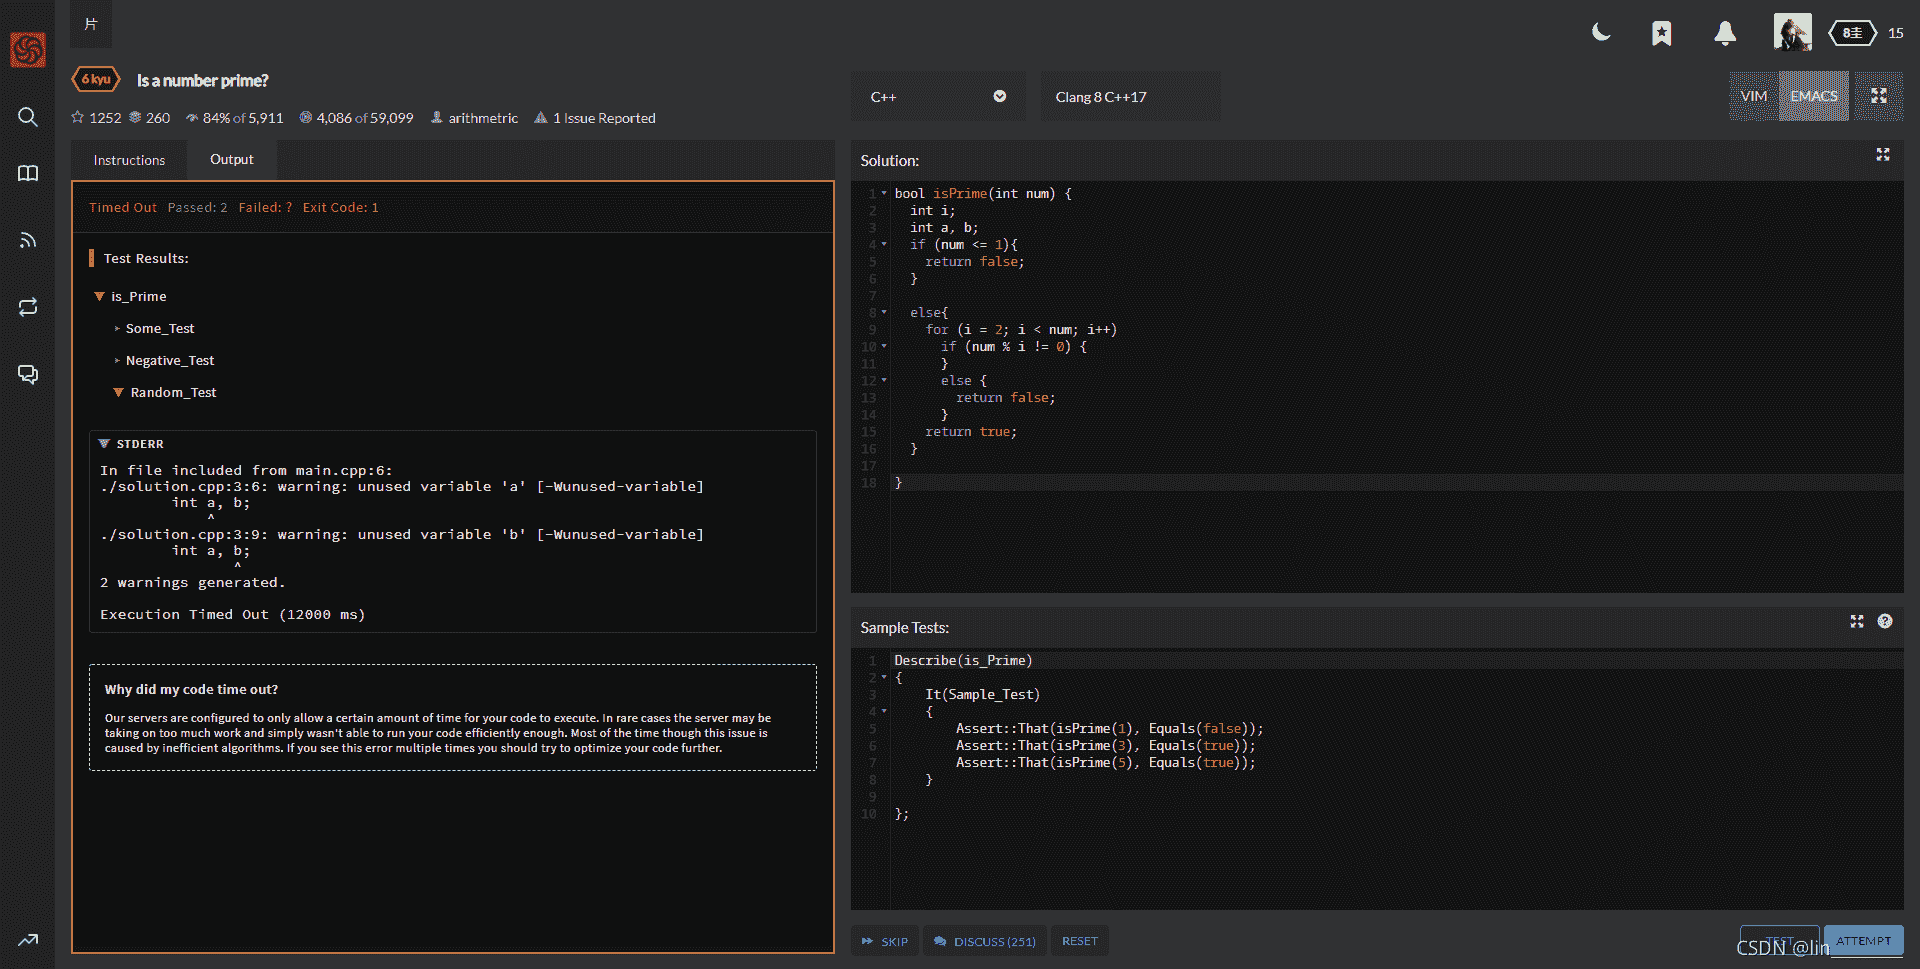 片
8主 15
6 kyu Is a number prime?
1252 260 84% of 5,911 4,086 of 59,099 arithmetric 1 Issue Reported
C++
Clang 8 C++17
VIM EMACS
Instructions Output
Timed Out Passed: 2 Failed: ? Exit Code: 1
Test Results:
is_Prime
Some_Test
Negative_Test
Random_Test
STDERR
In file included from main.cpp:6:
./solution.cpp:3:6: warning: unused variable 'a' [-Wunused-variable]
int a, b;
^
./solution.cpp:3:9: warning: unused variable 'b' [-Wunused-variable]
int a, b;
^
2 warnings generated.
Execution Timed Out (12000 ms)
Why did my code time out?
Our servers are configured to only allow a certain amount of time for your code to execute. In rare cases the server may be
taking on too much work and simply wasn't able to run your code efficiently enough. Most of the time though this issue is
caused by inefficient algorithms. If you see this error multiple times you should try to optimize your code further.
Solution:
1 bool isPrime(int num) {
2 int i;
3 int a, b;
4 if (num <= 1){
5 return false;
6 }
7
8 else{
9 for (i = 2; i < num; i++)
10 if (num % i != 0) {
11 }
12 else {
13 return false;
14 }
15 return true;
16 }
17
18 }
Sample Tests:
1 Describe(is_Prime)
2 {
3 It(Sample_Test)
4 {
5 Assert::That(isPrime(1), Equals(false));
6 Assert::That(isPrime(3), Equals(true));
7 Assert::That(isPrime(5), Equals(true));
8 }
9
10 };
SKIP DISCUSS (251) RESET TEST ATTEMPT
CSDN @lin